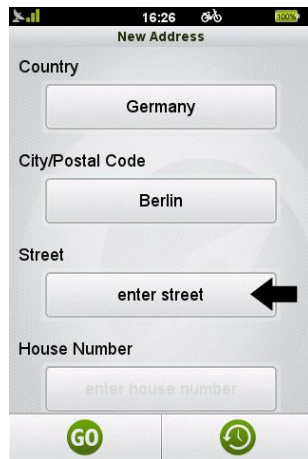 16:26
100%
New Address
Country
Germany
City/Postal Code
Berlin
Street
enter street
House Number
enter house number
GO